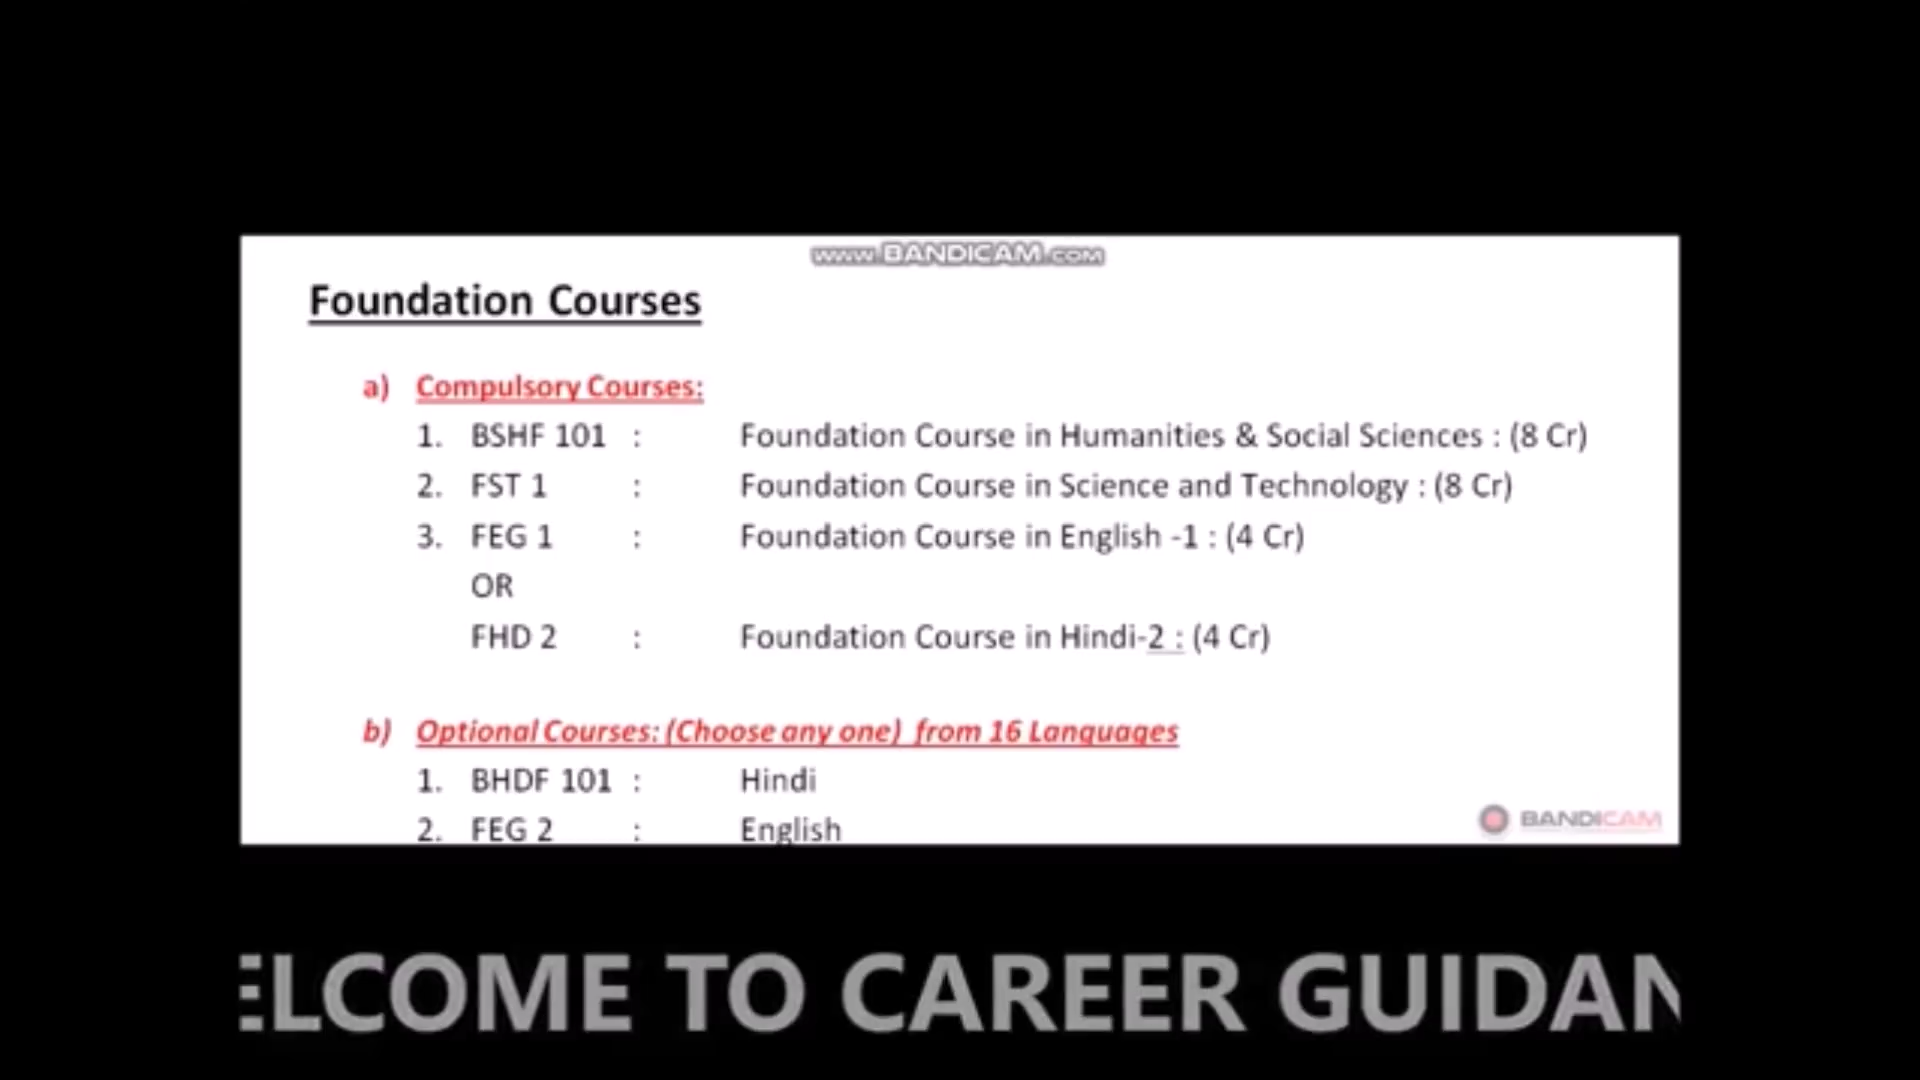 www.BANDICAM.COM
Foundation Courses
a) Compulsory Courses:
1. BSHF 101 : Foundation Course in Humanities & Social Sciences : (8 Cr)
2. FST 1 : Foundation Course in Science and Technology : (8 Cr)
3. FEG 1 : Foundation Course in English -1 : (4 Cr)
OR
FHD 2 : Foundation Course in Hindi-2 : (4 Cr)
b) Optional Courses: (Choose any one) from 16 Languages
1. BHDF 101 : Hindi
2. FEG 2 : English
BANDICAM
ELCOME TO CAREER GUIDAN